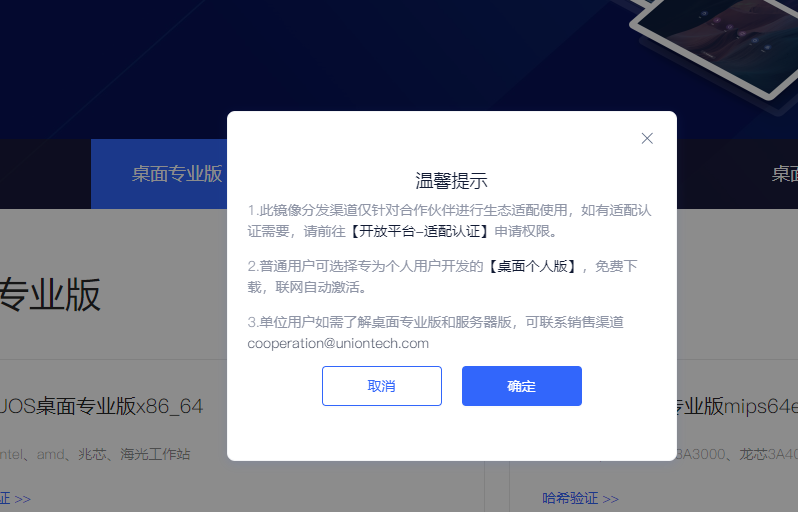 桌面专业版
桌面
专业版
温馨提示
1.此镜像分发渠道仅针对合作伙伴进行生态适配使用，如有适配认
证需要，请前往【开放平台-适配认证】申请权限。
2.普通用户可选择专为个人用户开发的【桌面个人版】，免费下
载，联网自动激活。
3.单位用户如需了解桌面专业版和服务器版，可联系销售渠道
cooperation@uniontech.com
取消
确定
UOS桌面专业版x86_64
专业版mips64e
ntel、amd、兆芯、海光工作站
3A3000、龙芯3A40
证 >>
哈希验证 >>